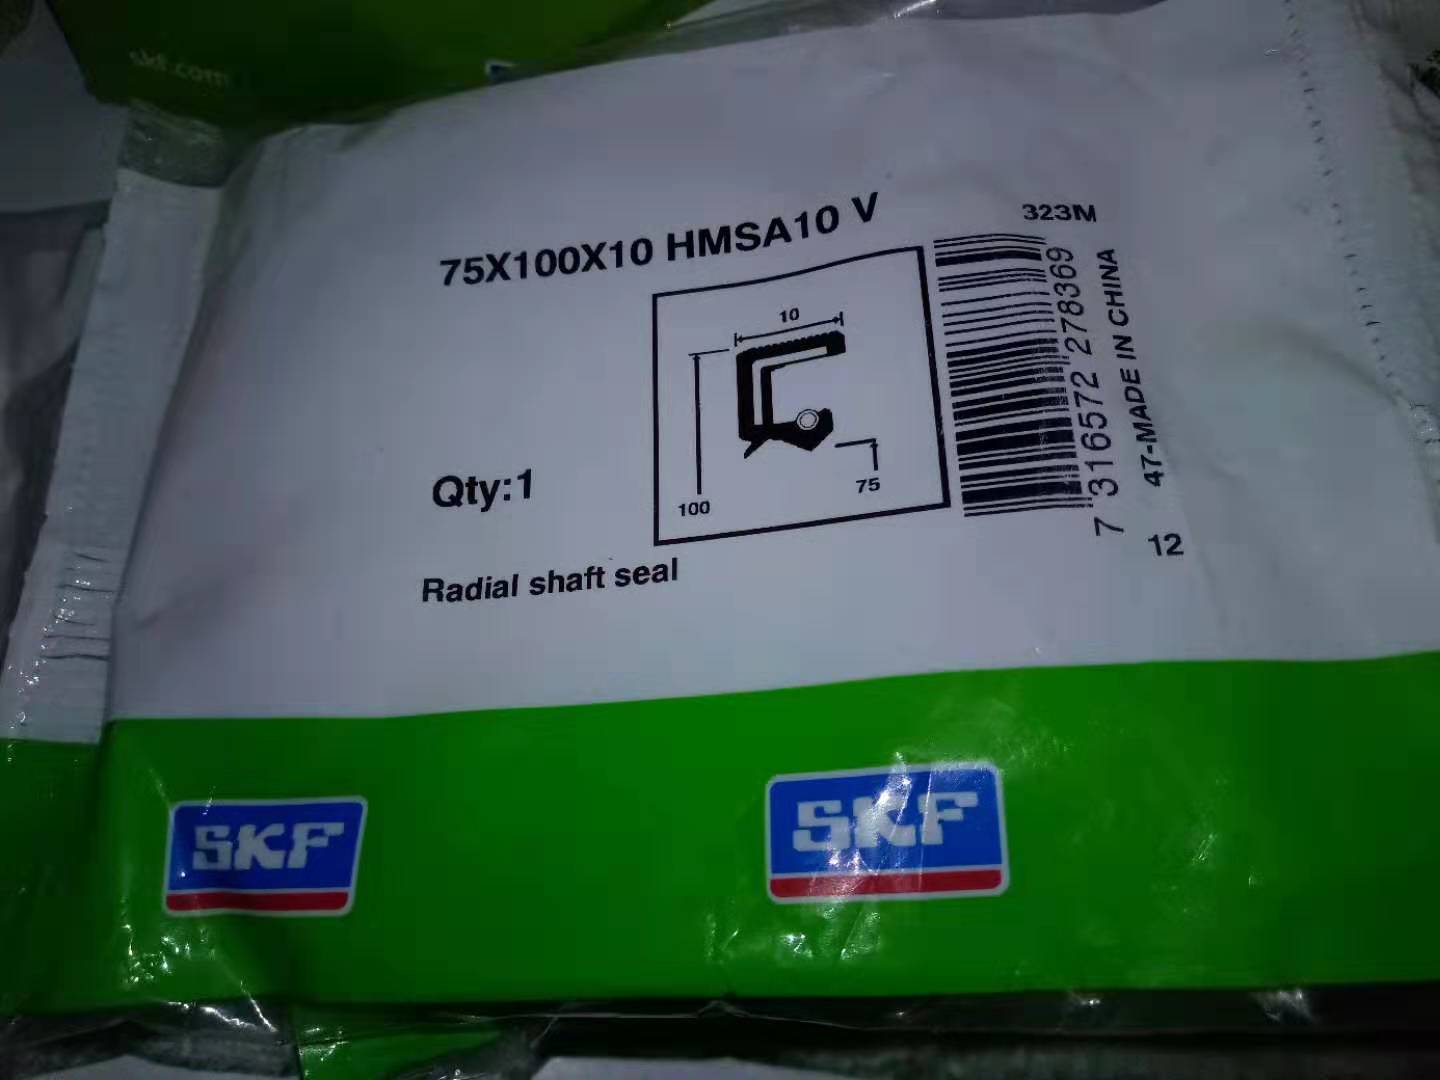 skf.com
75X100X10 HMSA10 V
323M
10
100
75
7 316572 278369
47-MADE IN CHINA
12
Qty:1
Radial shaft seal
SKF
SKF